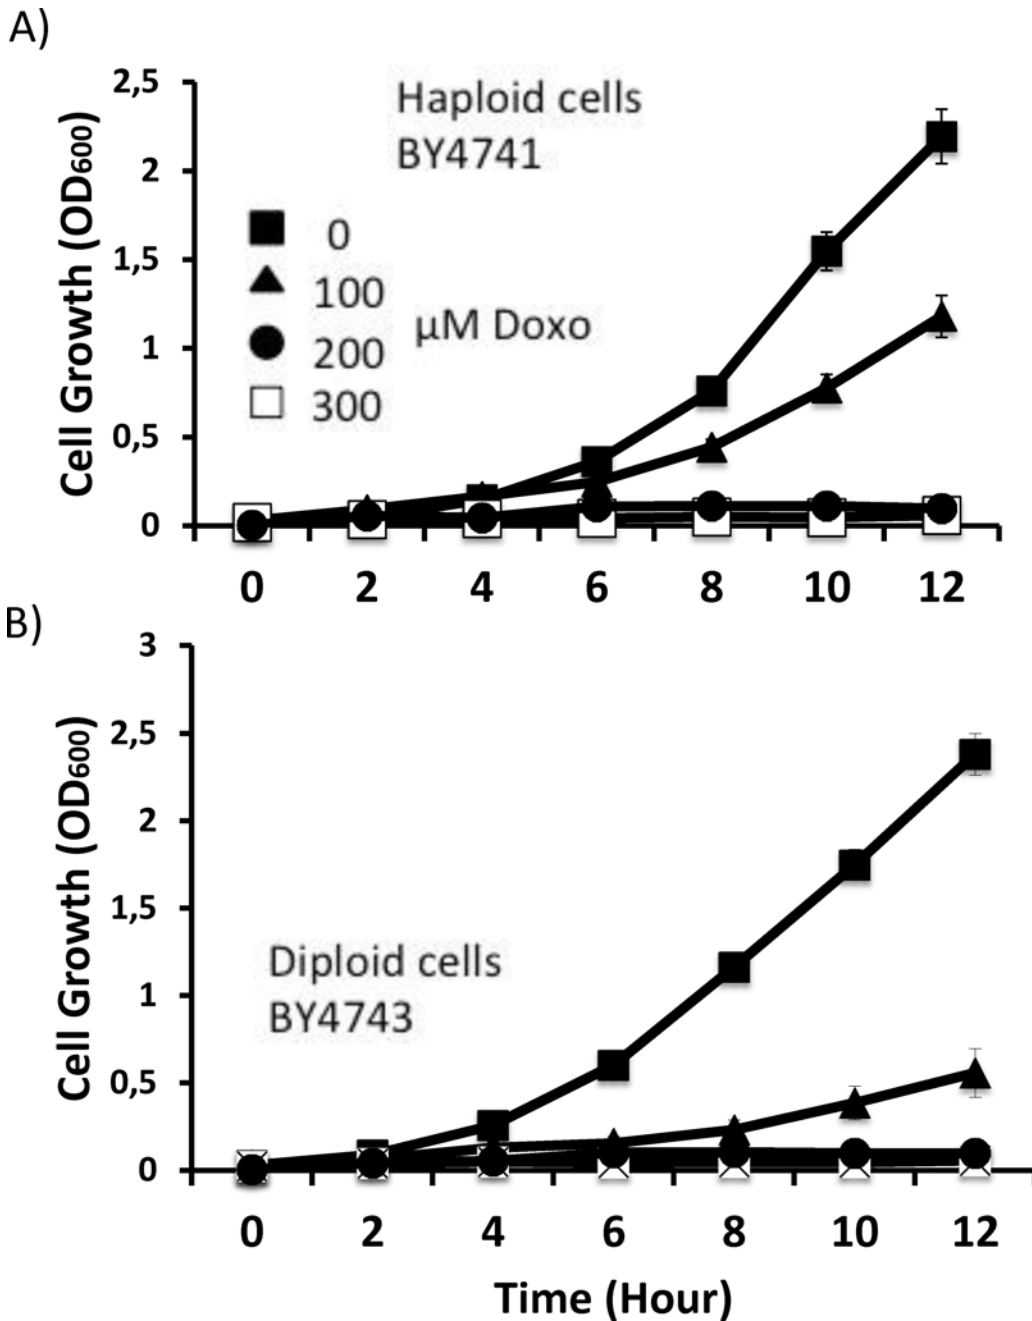 A)
Haploid cells
BY4741
Cell Growth (OD600)
2,5
2
1,5
1
0,5
0
0
100
200
300
μM Doxo
0 2 4 6 8 10 12
B)
Cell Growth (OD600)
3
2,5
2
1,5
1
0,5
0
Diploid cells
BY4743
0 2 4 6 8 10 12
Time (Hour)